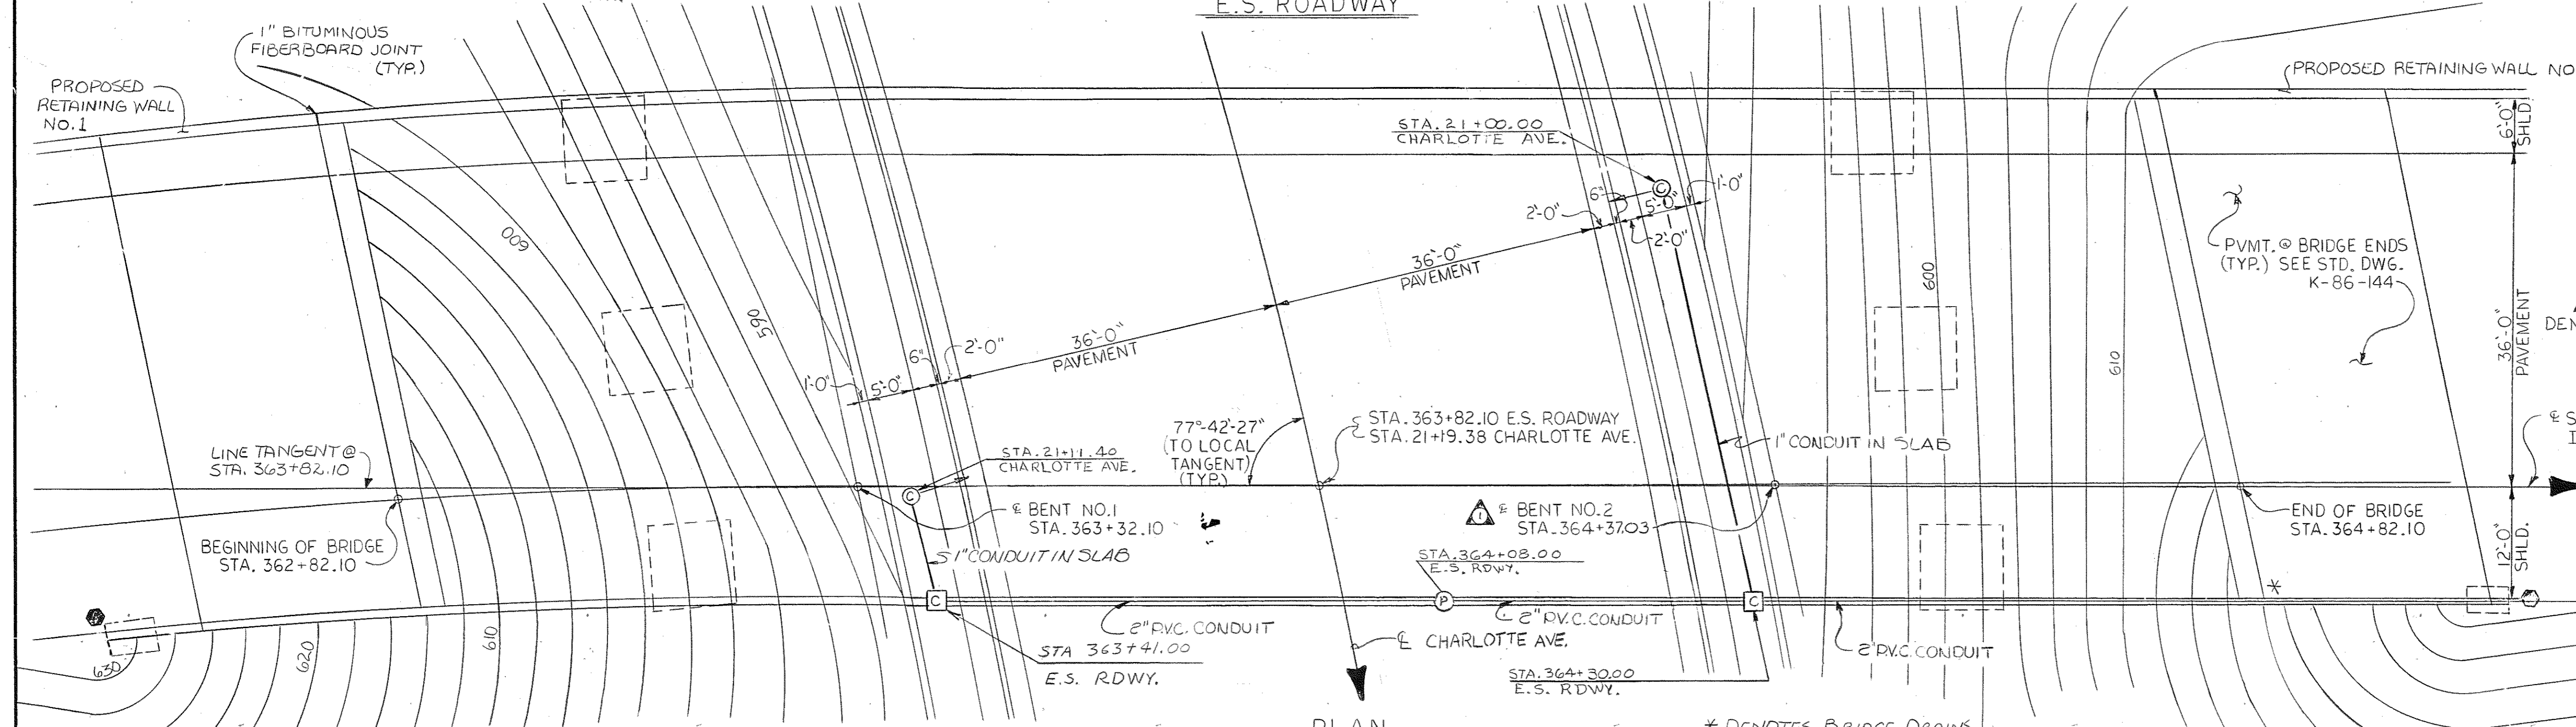 E.S. ROADWAY
1" BITUMINOUS
FIBERBOARD JOINT
(TYP.)
PROPOSED
RETAINING WALL
NO.1
PROPOSED RETAINING WALL NO
6'-0"
SHLD.
STA. 21+00.00
CHARLOTTE AVE.
C
6"
5'-0"
1'-0"
2'-0"
2'-0"
600
590
36'-0"
PAVEMENT
36'-0"
PAVEMENT
6"
2'-0"
1'-0"
5'-0"
600
610
PVMT. @ BRIDGE ENDS
(TYP.) SEE STD. DWG.
K-86-144
36'-0"
PAVEMENT
LINE TANGENT @
STA. 363+82.10
STA. 21+11.40
CHARLOTTE AVE.
C
77°-42'-27"
(TO LOCAL
TANGENT)
(TYP.)
℄ STA. 363+82.10 E.S. ROADWAY
℄ STA. 21+19.38 CHARLOTTE AVE.
1" CONDUIT IN SLAB
℄ BENT NO.1
STA. 363+32.10
1
℄ BENT NO.2
STA. 364+37.03
END OF BRIDGE
STA. 364+82.10
12'-0"
SHLD.
BEGINNING OF BRIDGE
STA. 362+82.10
1" CONDUIT IN SLAB
STA. 364+08.00
E.S. RDWY.
C
P
C
*
2" P.V.C. CONDUIT
2" P.V.C. CONDUIT
2" P.V.C. CONDUIT
STA 363+41.00
E.S. RDWY.
℄ CHARLOTTE AVE.
STA. 364+30.00
E.S. RDWY.
630
620
610
PLAN
* DENOTES BRIDGE DRAINS